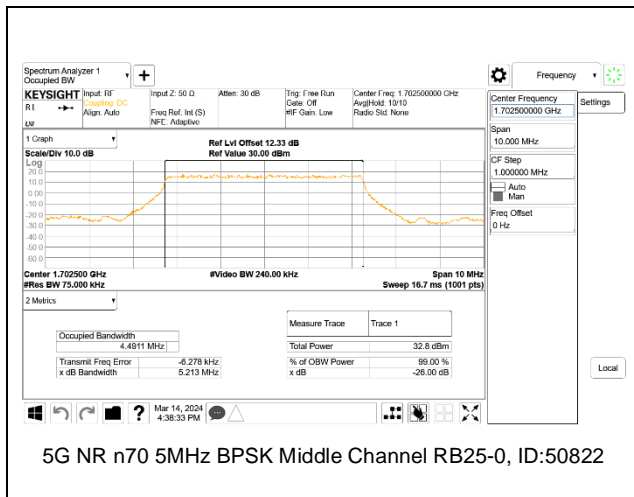 Spectrum Analyzer 1
Occupied BW
Frequency
KEYSIGHT
Input: RF
Input Z: 50 Ω
Atten: 30 dB
Trig: Free Run
Center Freq: 1.702500000 GHz
RL
Coupling: DC
Gate: Off
Avg|Hold: 10/10
Align: Auto
Freq Ref: Int (S)
#IF Gain: Low
Radio Std: None
NFE: Adaptive
Center Frequency
1.702500000 GHz
Settings
Span
10.000 MHz
CF Step
1.000000 MHz
Auto
Man
Freq Offset
0 Hz
Local
1 Graph
Ref Lvl Offset 12.33 dB
Scale/Div 10.0 dB
Ref Value 30.00 dBm
Log
20.0
10.0
0.00
-10.0
-20.0
-30.0
-40.0
-50.0
-60.0
Center 1.702500 GHz
#Video BW 240.00 kHz
Span 10 MHz
#Res BW 75.000 kHz
Sweep 16.7 ms (1001 pts)
2 Metrics
Measure Trace
Trace 1
Occupied Bandwidth
4.4911 MHz
Total Power
32.8 dBm
Transmit Freq Error
-6.278 kHz
% of OBW Power
99.00 %
x dB Bandwidth
5.213 MHz
x dB
-26.00 dB
?
Mar 14, 2024
4:38:33 PM
5G NR n70 5MHz BPSK Middle Channel RB25-0, ID:50822